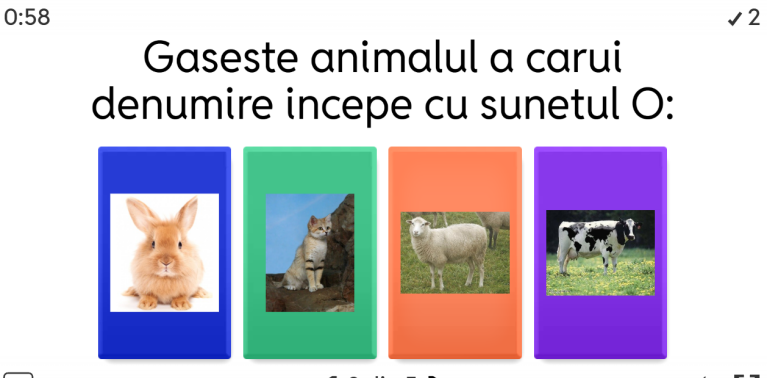 0:58
✓ 2
Gaseste animalul a carui
denumire incepe cu sunetul O: